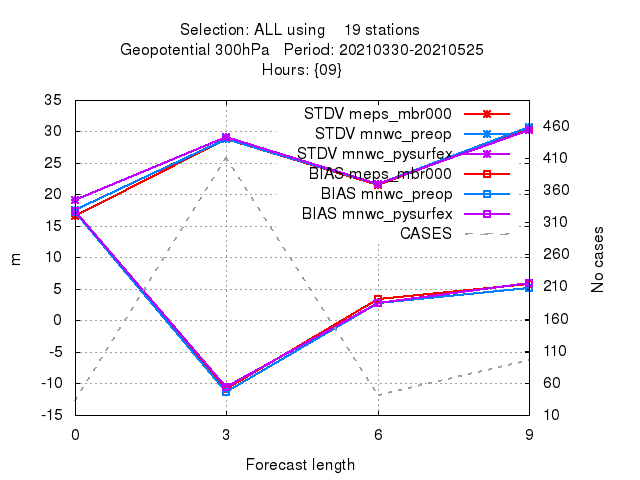 Selection: ALL using 19 stations
Geopotential 300hPa Period: 20210330-20210525
Hours: {09}
35
30
25
20
15
10
5
0
-5
-10
-15
m
STDV meps_mbr000
STDV mnwc_preop
STDV mnwc_pysurfex
BIAS meps_mbr000
BIAS mnwc_preop
BIAS mnwc_pysurfex
CASES
460
410
360
310
260
210
160
110
60
10
No cases
0 3 6 9
Forecast length